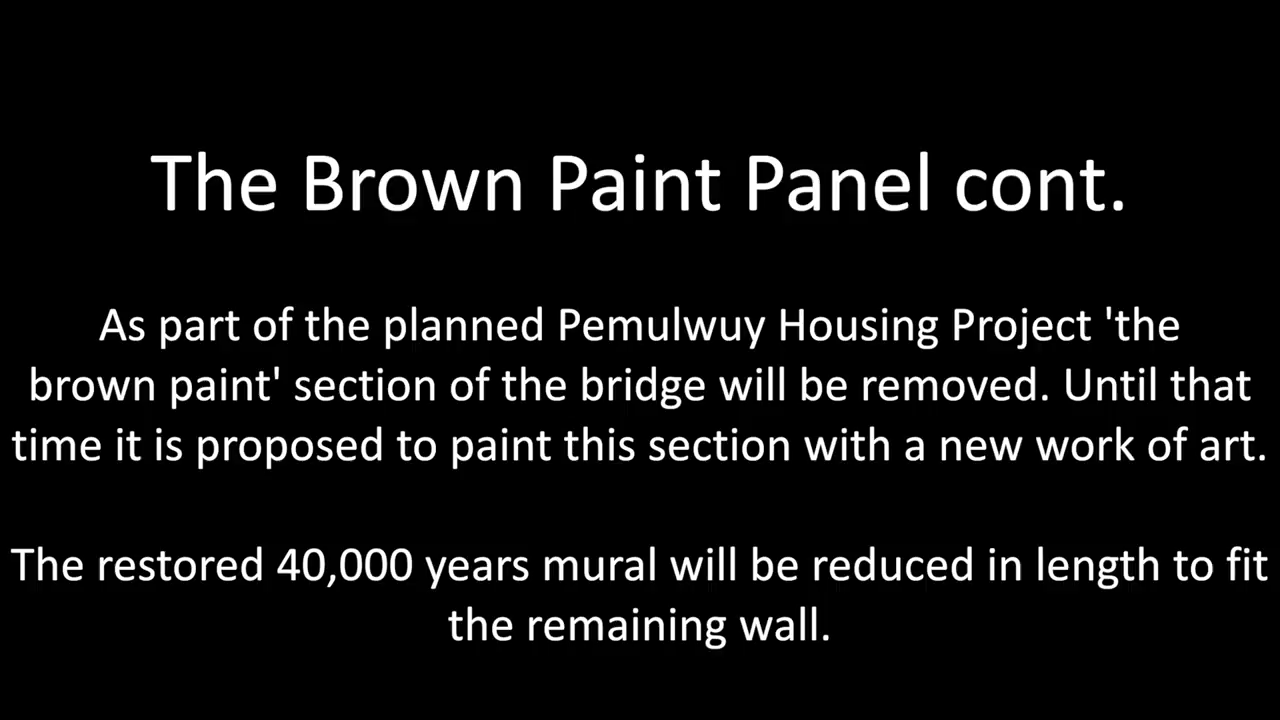 The Brown Paint Panel cont.
As part of the planned Pemulwuy Housing Project 'the
brown paint' section of the bridge will be removed. Until that
time it is proposed to paint this section with a new work of art.
The restored 40,000 years mural will be reduced in length to fit
the remaining wall.